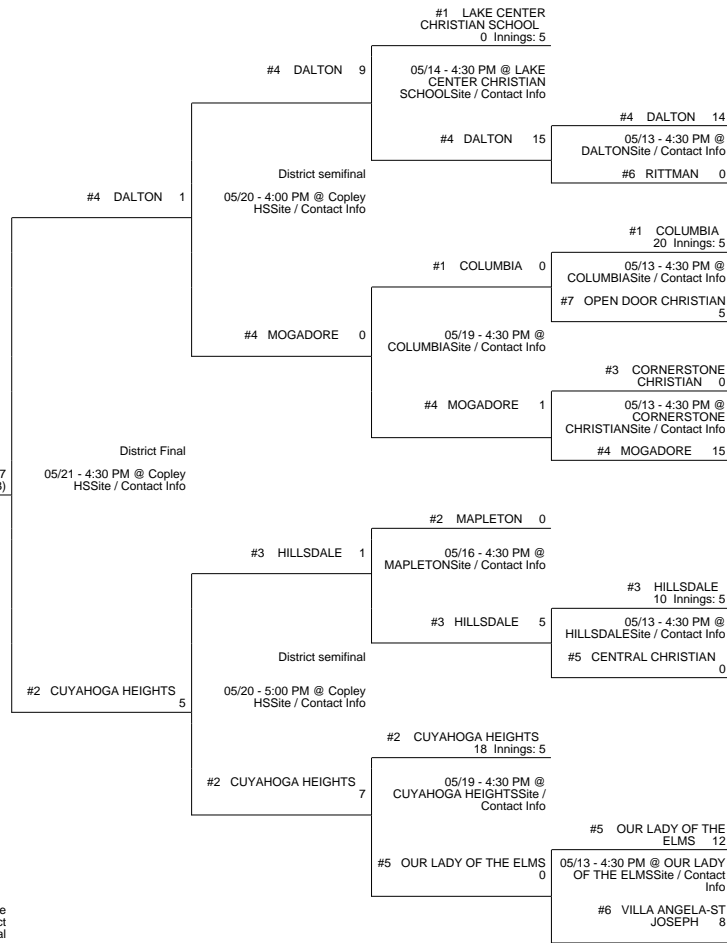 #1 LAKE CENTER
CHRISTIAN SCHOOL
0 Innings: 5
#4 DALTON 9
05/14 - 4:30 PM @ LAKE
CENTER CHRISTIAN
SCHOOLSite / Contact Info
#4 DALTON 14
#4 DALTON 15
05/13 - 4:30 PM @
DALTONSite / Contact Info
#6 RITTMAN 0
District semifinal
05/20 - 4:00 PM @ Copley
HSSite / Contact Info
#4 DALTON 1
#1 COLUMBIA
20 Innings: 5
#1 COLUMBIA 0
05/13 - 4:30 PM @
COLUMBIASite / Contact Info
#7 OPEN DOOR CHRISTIAN
5
#4 MOGADORE 0
05/19 - 4:30 PM @
COLUMBIASite / Contact Info
#3 CORNERSTONE
CHRISTIAN 0
#4 MOGADORE 1
05/13 - 4:30 PM @
CORNERSTONE
CHRISTIANSite / Contact Info
#4 MOGADORE 15
District Final
05/21 - 4:30 PM @ Copley
HSSite / Contact Info
7
3)
#2 MAPLETON 0
#3 HILLSDALE 1
05/16 - 4:30 PM @
MAPLETONSite / Contact Info
#3 HILLSDALE
10 Innings: 5
#3 HILLSDALE 5
05/13 - 4:30 PM @
HILLSDALESite / Contact Info
#5 CENTRAL CHRISTIAN
0
District semifinal
05/20 - 5:00 PM @ Copley
HSSite / Contact Info
#2 CUYAHOGA HEIGHTS
5
#2 CUYAHOGA HEIGHTS
18 Innings: 5
#2 CUYAHOGA HEIGHTS
7
05/19 - 4:30 PM @
CUYAHOGA HEIGHTSSite /
Contact Info
#5 OUR LADY OF THE
ELMS 12
#5 OUR LADY OF THE ELMS
0
05/13 - 4:30 PM @ OUR LADY
OF THE ELMSSite / Contact
Info
#6 VILLA ANGELA-ST
JOSEPH 8
e
ct
al